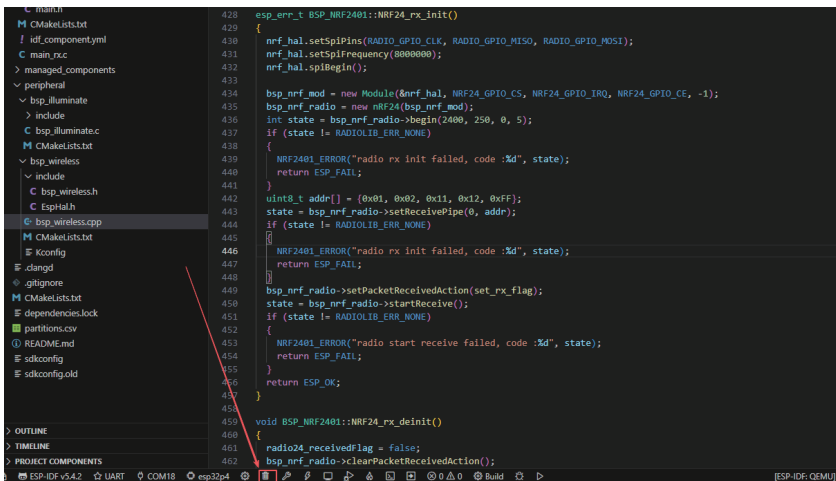 C main.h
M CMakeLists.txt
! idf_component.yml
C main_rx.c
> managed_components
∨ peripheral
∨ bsp_illuminate
> include
C bsp_illuminate.c
M CMakeLists.txt
∨ bsp_wireless
∨ include
C bsp_wireless.h
C EspHal.h
C+ bsp_wireless.cpp
M CMakeLists.txt
≡ Kconfig
≡ .clangd
.gitignore
M CMakeLists.txt
≡ dependencies.lock
partitions.csv
README.md
≡ sdkconfig
≡ sdkconfig.old
> OUTLINE
> TIMELINE
> PROJECT COMPONENTS
428 esp_err_t BSP_NRF2401::NRF24_rx_init()
429 {
430 nrf_hal.setSpiPins(RADIO_GPIO_CLK, RADIO_GPIO_MISO, RADIO_GPIO_MOSI);
431 nrf_hal.setSpiFrequency(8000000);
432 nrf_hal.spiBegin();
433
434 bsp_nrf_mod = new Module(&nrf_hal, NRF24_GPIO_CS, NRF24_GPIO_IRQ, NRF24_GPIO_CE, -1);
435 bsp_nrf_radio = new nRF24(bsp_nrf_mod);
436 int state = bsp_nrf_radio->begin(2400, 250, 0, 5);
437 if (state != RADIOLIB_ERR_NONE)
438 {
439 NRF2401_ERROR("radio rx init failed, code :%d", state);
440 return ESP_FAIL;
441 }
442 uint8_t addr[] = {0x01, 0x02, 0x11, 0x12, 0xFF};
443 state = bsp_nrf_radio->setReceivePipe(0, addr);
444 if (state != RADIOLIB_ERR_NONE)
445 {
446 NRF2401_ERROR("radio rx init failed, code :%d", state);
447 return ESP_FAIL;
448 }
449 bsp_nrf_radio->setPacketReceivedAction(set_rx_flag);
450 state = bsp_nrf_radio->startReceive();
451 if (state != RADIOLIB_ERR_NONE)
452 {
453 NRF2401_ERROR("radio start receive failed, code :%d", state);
454 return ESP_FAIL;
455 }
456 return ESP_OK;
457 }
458
459 void BSP_NRF2401::NRF24_rx_deinit()
460 {
461 radio24_receivedFlag = false;
462 bsp_nrf_radio->clearPacketReceivedAction();
ESP-IDF v5.4.2 UART COM18 esp32p4 0 0 Build [ESP-IDF: QEMU]